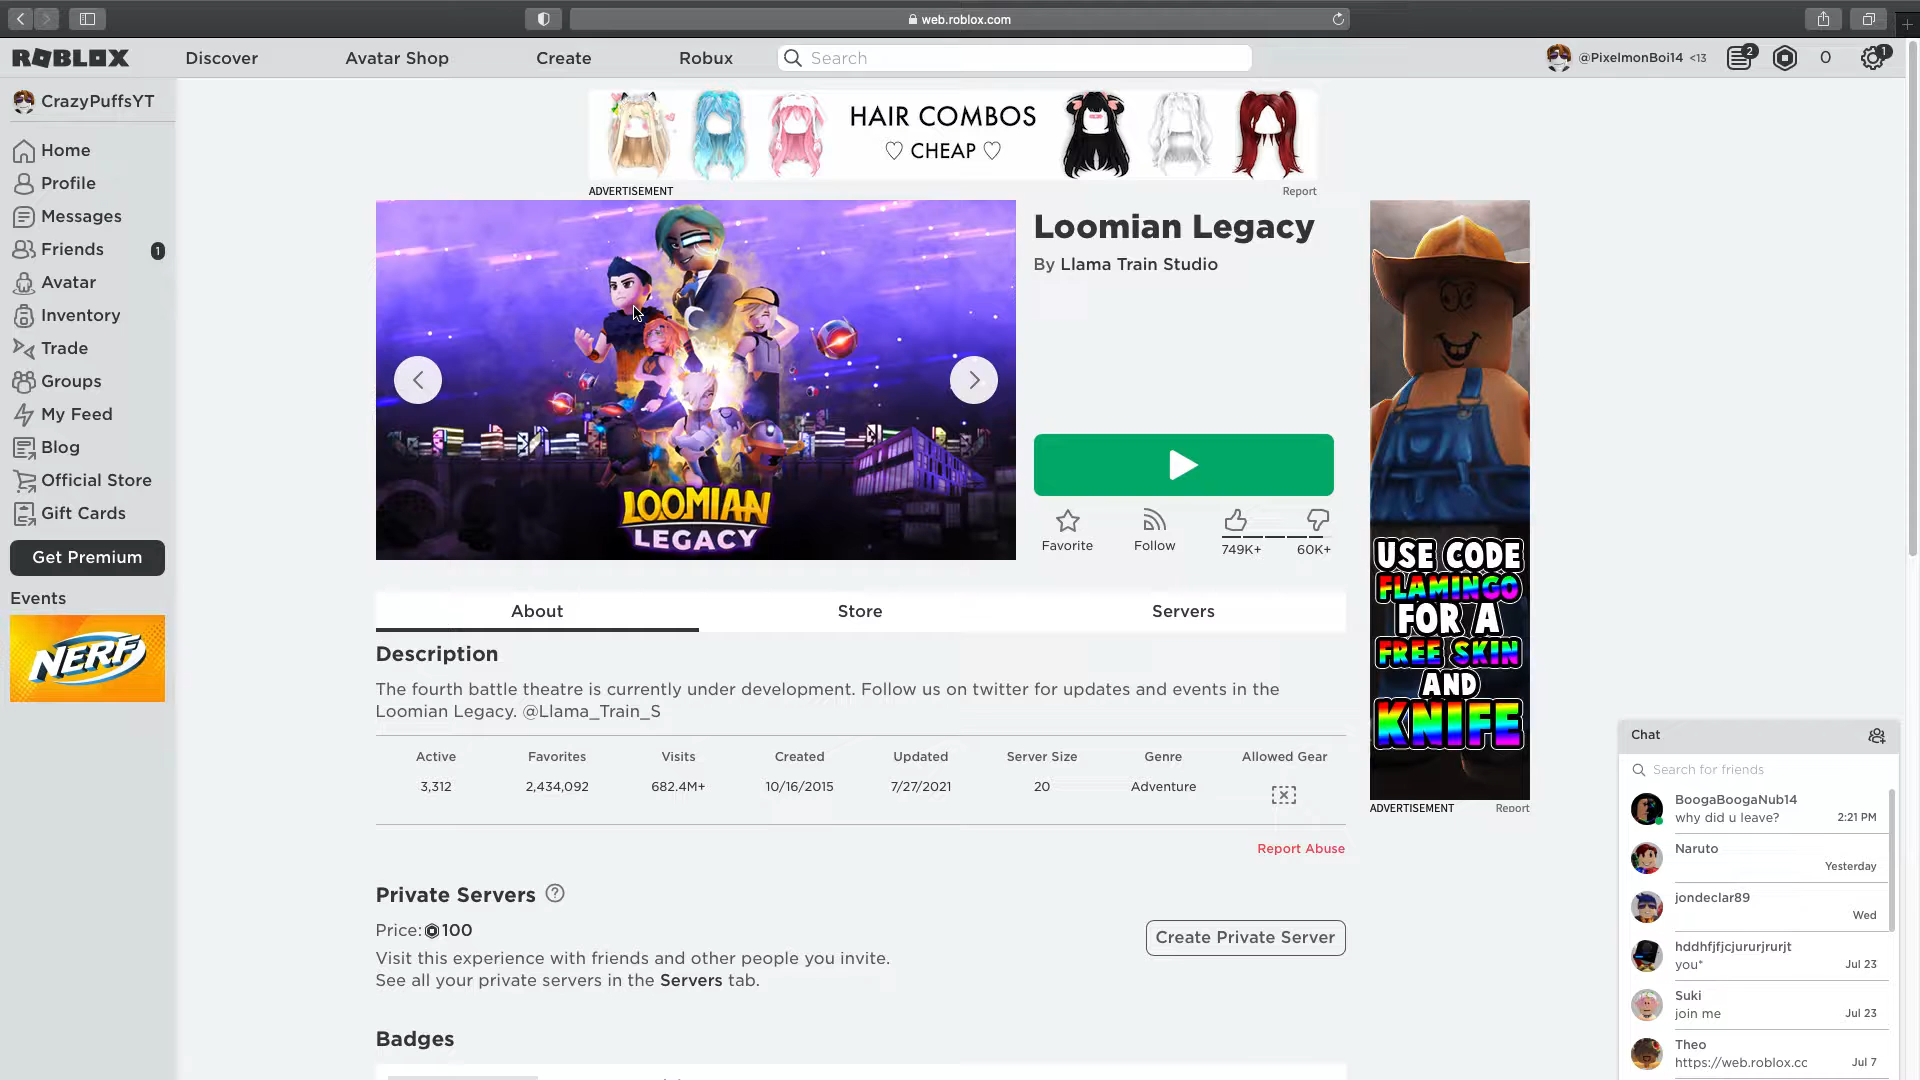 web.roblox.com
ROBLOX
Discover
Avatar Shop
Create
Robux
Search
@PixelmonBoi14 <13
2
0
1
CrazyPuffsYT
Home
Profile
Messages
Friends
1
Avatar
Inventory
Trade
Groups
My Feed
Blog
Official Store
Gift Cards
Get Premium
Events
NERF
HAIR COMBOS
♡ CHEAP ♡
ADVERTISEMENT
Report
LOOMIAN
LEGACY
Loomian Legacy
By Llama Train Studio
Favorite
Follow
749K+
60K+
USE CODE
FLAMINGO
FOR A
FREE SKIN
AND
KNIFE
ADVERTISEMENT
Report
About
Store
Servers
Description
The fourth battle theatre is currently under development. Follow us on twitter for updates and events in the
Loomian Legacy. @Llama_Train_S
Active
Favorites
Visits
Created
Updated
Server Size
Genre
Allowed Gear
3,312
2,434,092
682.4M+
10/16/2015
7/27/2021
20
Adventure
Report Abuse
Private Servers
Price: 100
Create Private Server
Visit this experience with friends and other people you invite.
See all your private servers in the Servers tab.
Badges
Chat
Search for friends
BoogaBoogaNub14
why did u leave?
2:21 PM
Naruto
Yesterday
jondeclar89
Wed
hddhfjfjcjururjrurjt
you*
Jul 23
Suki
join me
Jul 23
Theo
https://web.roblox.cc
Jul 7